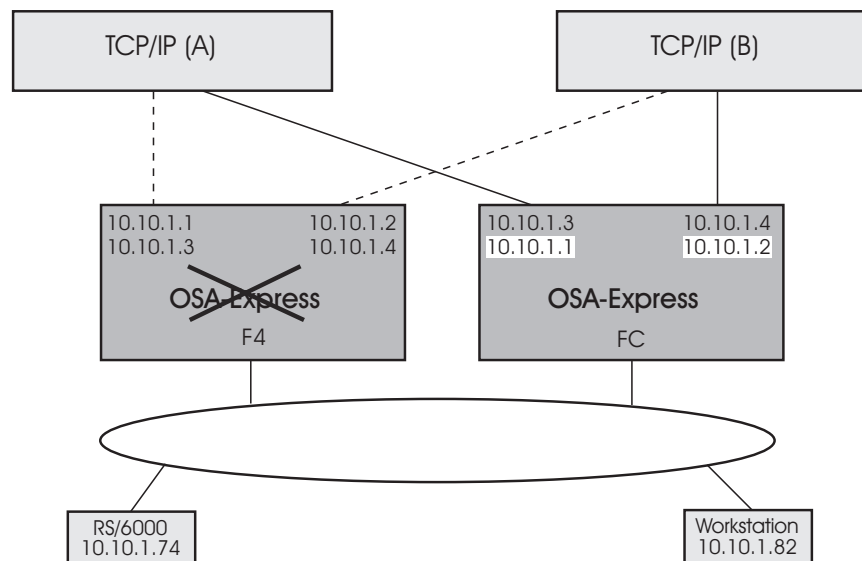 TCP/IP (A)
TCP/IP (B)
10.10.1.1
10.10.1.2
10.10.1.3
10.10.1.4
OSA-Express
F4
10.10.1.3
10.10.1.4
10.10.1.1
10.10.1.2
OSA-Express
FC
RS/6000
10.10.1.74
Workstation
10.10.1.82